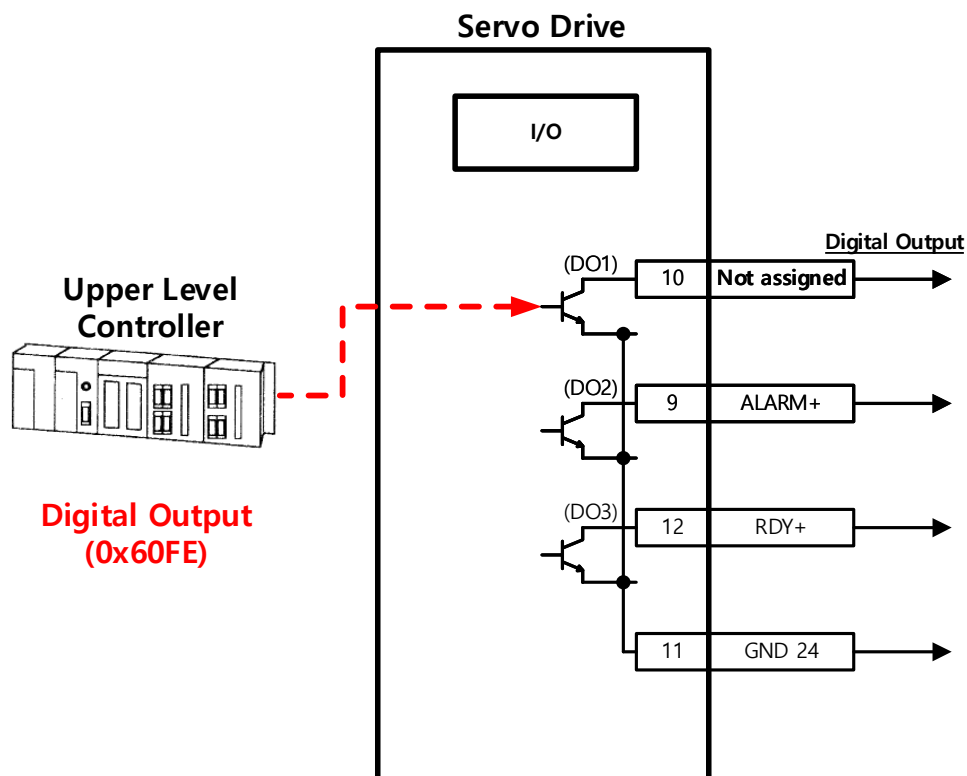 Servo Drive
I/O
Digital Output
(DO1)
10
Not assigned
Upper Level
Controller
(DO2)
9
ALARM+
Digital Output
(0x60FE)
(DO3)
12
RDY+
11
GND 24